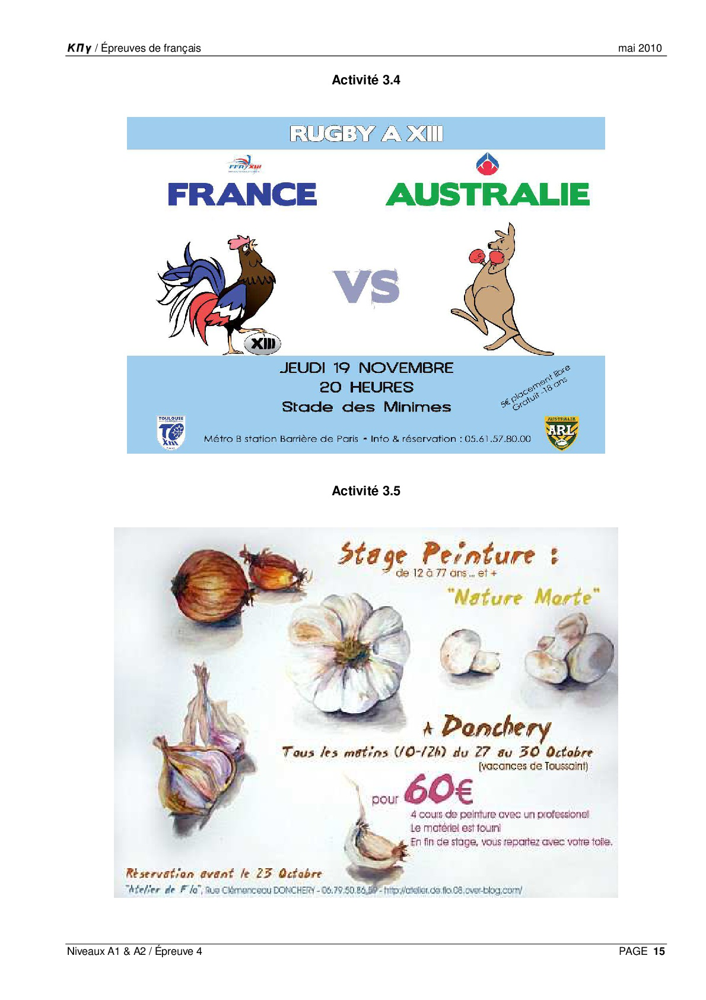 ΚΠγ / Épreuves de français mai 2010
Activité 3.4
RUGBY A XIII
FFR XIII
FRANCE AUSTRALIE
VS
XIII
JEUDI 19 NOVEMBRE
20 HEURES
Stade des Minimes
5€ placement libre
Gratuit -18 ans
TOULOUSE
TO
XIII
AUSTRALIA
ARL
Métro B station Barrière de Paris • Info & réservation : 05.61.57.80.00
Activité 3.5
Stage Peinture :
de 12 à 77 ans ... et +
"Nature Morte"
A Donchery
Tous les matins (10-12h) du 27 au 30 Octobre
(vacances de Toussaint)
pour 60€
4 cours de peinture avec un professionel
Le matériel est fourni
En fin de stage, vous repartez avec votre toile.
Réservation avant le 23 Octobre
"Atelier de Flo", Rue Clémenceau DONCHERY - 06.79.50.86.59 - http://atelier.de.flo.08.over-blog.com/
Niveaux A1 & A2 / Épreuve 4 PAGE 15